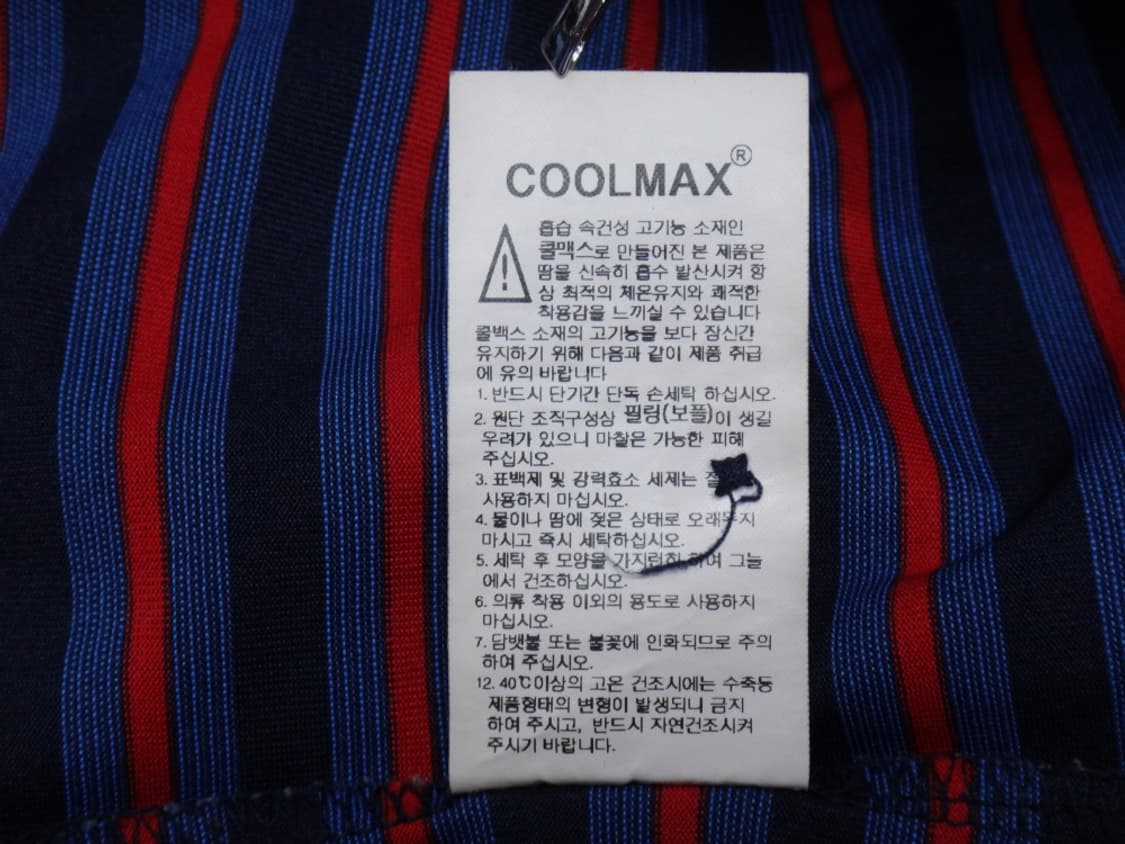 COOLMAX®
흡습 속건성 고기능 소재인
쿨맥스로 만들어진 본 제품은
땀을 신속히 흡수 발산시켜 항
상 최적의 체온유지와 쾌적한
착용감을 느끼실 수 있습니다
쿨백스 소재의 고기능을 보다 장신간
유지하기 위해 다음과 같이 제품 취급
에 유의 바랍니다
1. 반드시 단기간 단독 손세탁 하십시오.
2. 원단 조직구성상 필링(보플)이 생길
우려가 있으니 마찰은 가능한 피해
주십시오.
3. 표백제 및 강력효소 세제는
사용하지 마십시오.
4. 물이나 땀에 젖은 상태로 오래두지
마시고 즉시 세탁하십시오.
5. 세탁 후 모양을 가지런히 하여 그늘
에서 건조하십시오.
6. 의류 착용 이외의 용도로 사용하지
마십시오.
7. 담뱃불 또는 불꽃에 인화되므로 주의
하여 주십시오.
12. 40℃이상의 고온 건조시에는 수축등
제품형태의 변형이 발생되니 금지
하여 주시고, 반드시 자연건조시켜
주시기 바랍니다.